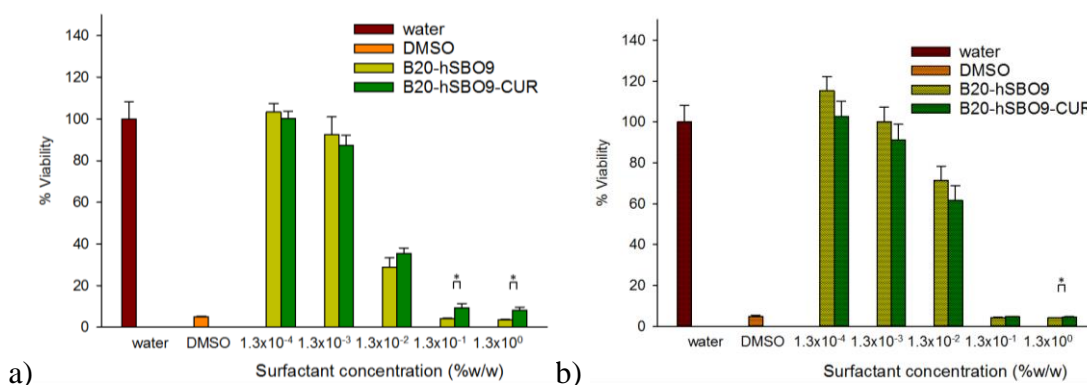 140
120
100
80
60
40
20
0
% Viability
water
DMSO
B20-hSBO9
B20-hSBO9-CUR
*
*
water DMSO 1.3x10⁻⁴ 1.3x10⁻³ 1.3x10⁻² 1.3x10⁻¹ 1.3x10⁰
Surfactant concentration (%w/w)
a)
140
120
100
80
60
40
20
0
% Viability
water
DMSO
B20-hSBO9
B20-hSBO9-CUR
*
water DMSO 1.3x10⁻⁴ 1.3x10⁻³ 1.3x10⁻² 1.3x10⁻¹ 1.3x10⁰
Surfactant concentration (%w/w)
b)